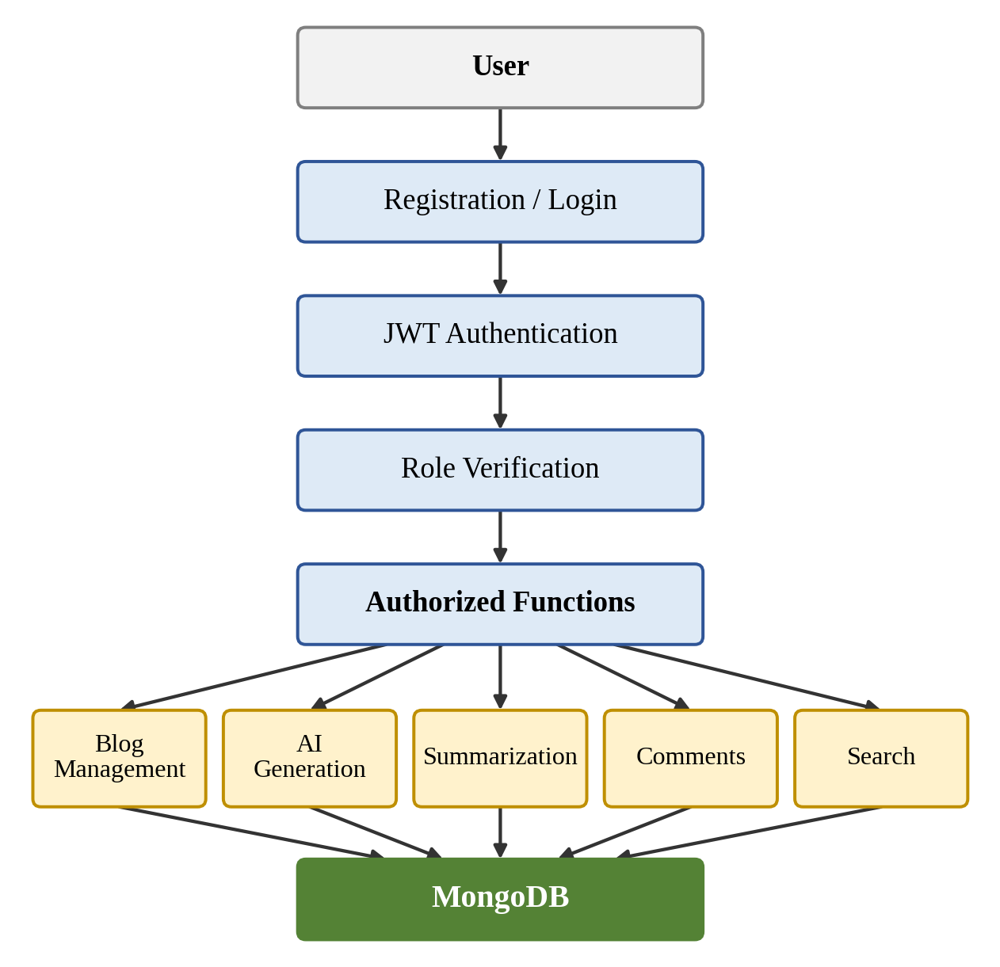 User
Registration / Login
JWT Authentication
Role Verification
Authorized Functions
Blog
Management
AI
Generation
Summarization
Comments
Search
MongoDB